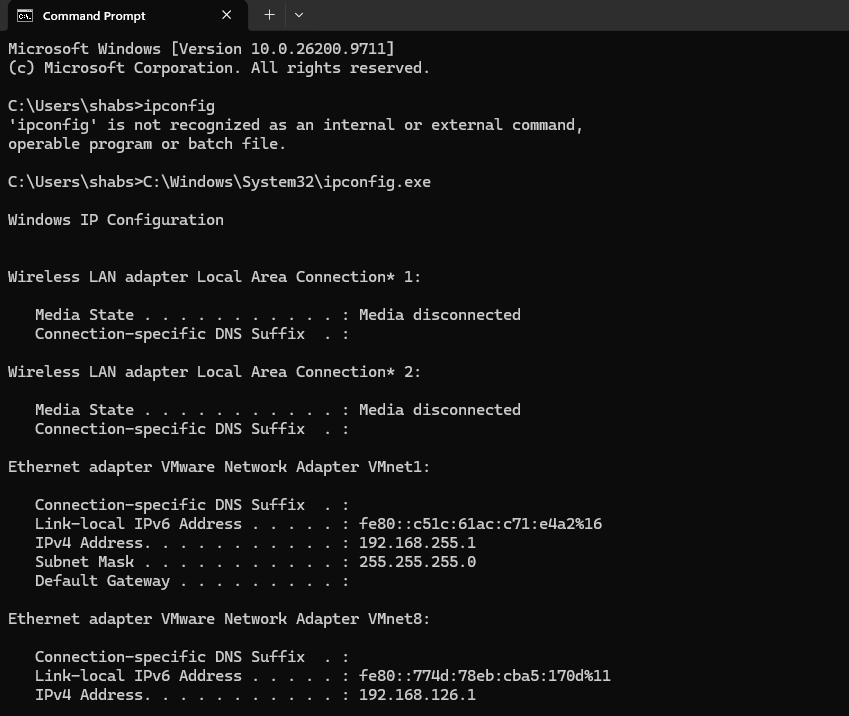 Command Prompt
Microsoft Windows [Version 10.0.26200.9711]
(c) Microsoft Corporation. All rights reserved.
C:\Users\shabs>ipconfig
'ipconfig' is not recognized as an internal or external command,
operable program or batch file.
C:\Users\shabs>C:\Windows\System32\ipconfig.exe
Windows IP Configuration
Wireless LAN adapter Local Area Connection* 1:
   Media State . . . . . . . . . . . : Media disconnected
   Connection-specific DNS Suffix  . :
Wireless LAN adapter Local Area Connection* 2:
   Media State . . . . . . . . . . . : Media disconnected
   Connection-specific DNS Suffix  . :
Ethernet adapter VMware Network Adapter VMnet1:
   Connection-specific DNS Suffix  . :
   Link-local IPv6 Address . . . . . : fe80::c51c:61ac:c71:e4a2%16
   IPv4 Address. . . . . . . . . . . : 192.168.255.1
   Subnet Mask . . . . . . . . . . . : 255.255.255.0
   Default Gateway . . . . . . . . . :
Ethernet adapter VMware Network Adapter VMnet8:
   Connection-specific DNS Suffix  . :
   Link-local IPv6 Address . . . . . : fe80::774d:78eb:cba5:170d%11
   IPv4 Address. . . . . . . . . . . : 192.168.126.1